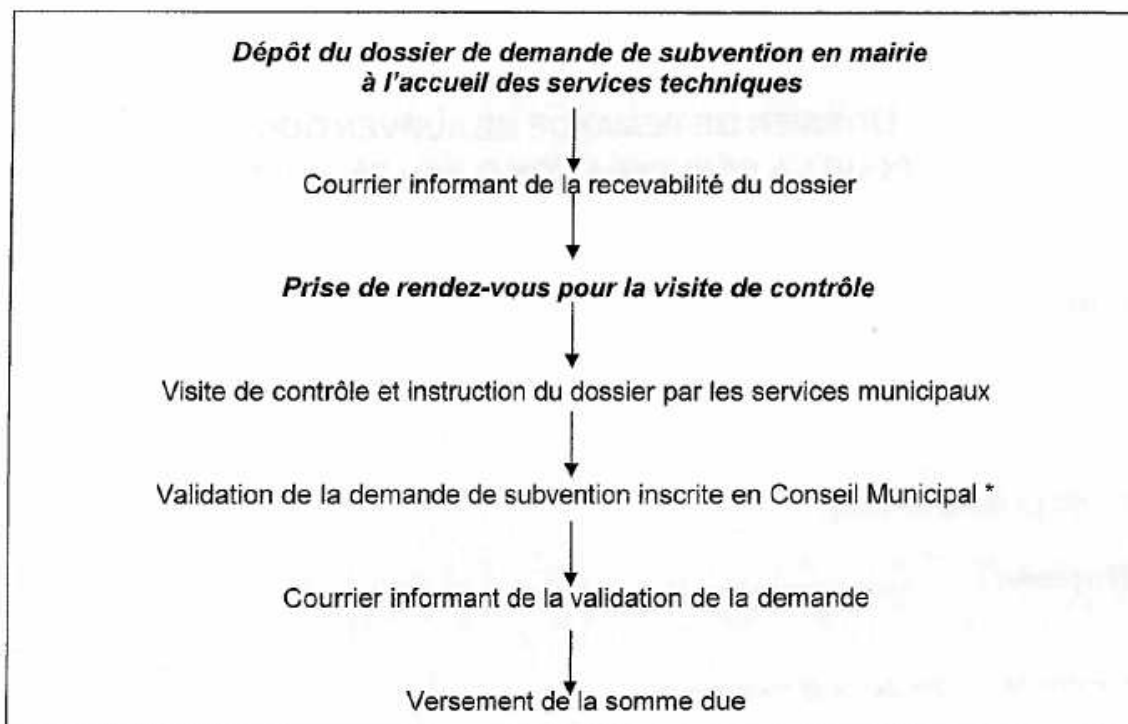 Dépôt du dossier de demande de subvention en mairie
à l'accueil des services techniques
Courrier informant de la recevabilité du dossier
Prise de rendez-vous pour la visite de contrôle
Visite de contrôle et instruction du dossier par les services municipaux
Validation de la demande de subvention inscrite en Conseil Municipal *
Courrier informant de la validation de la demande
Versement de la somme due